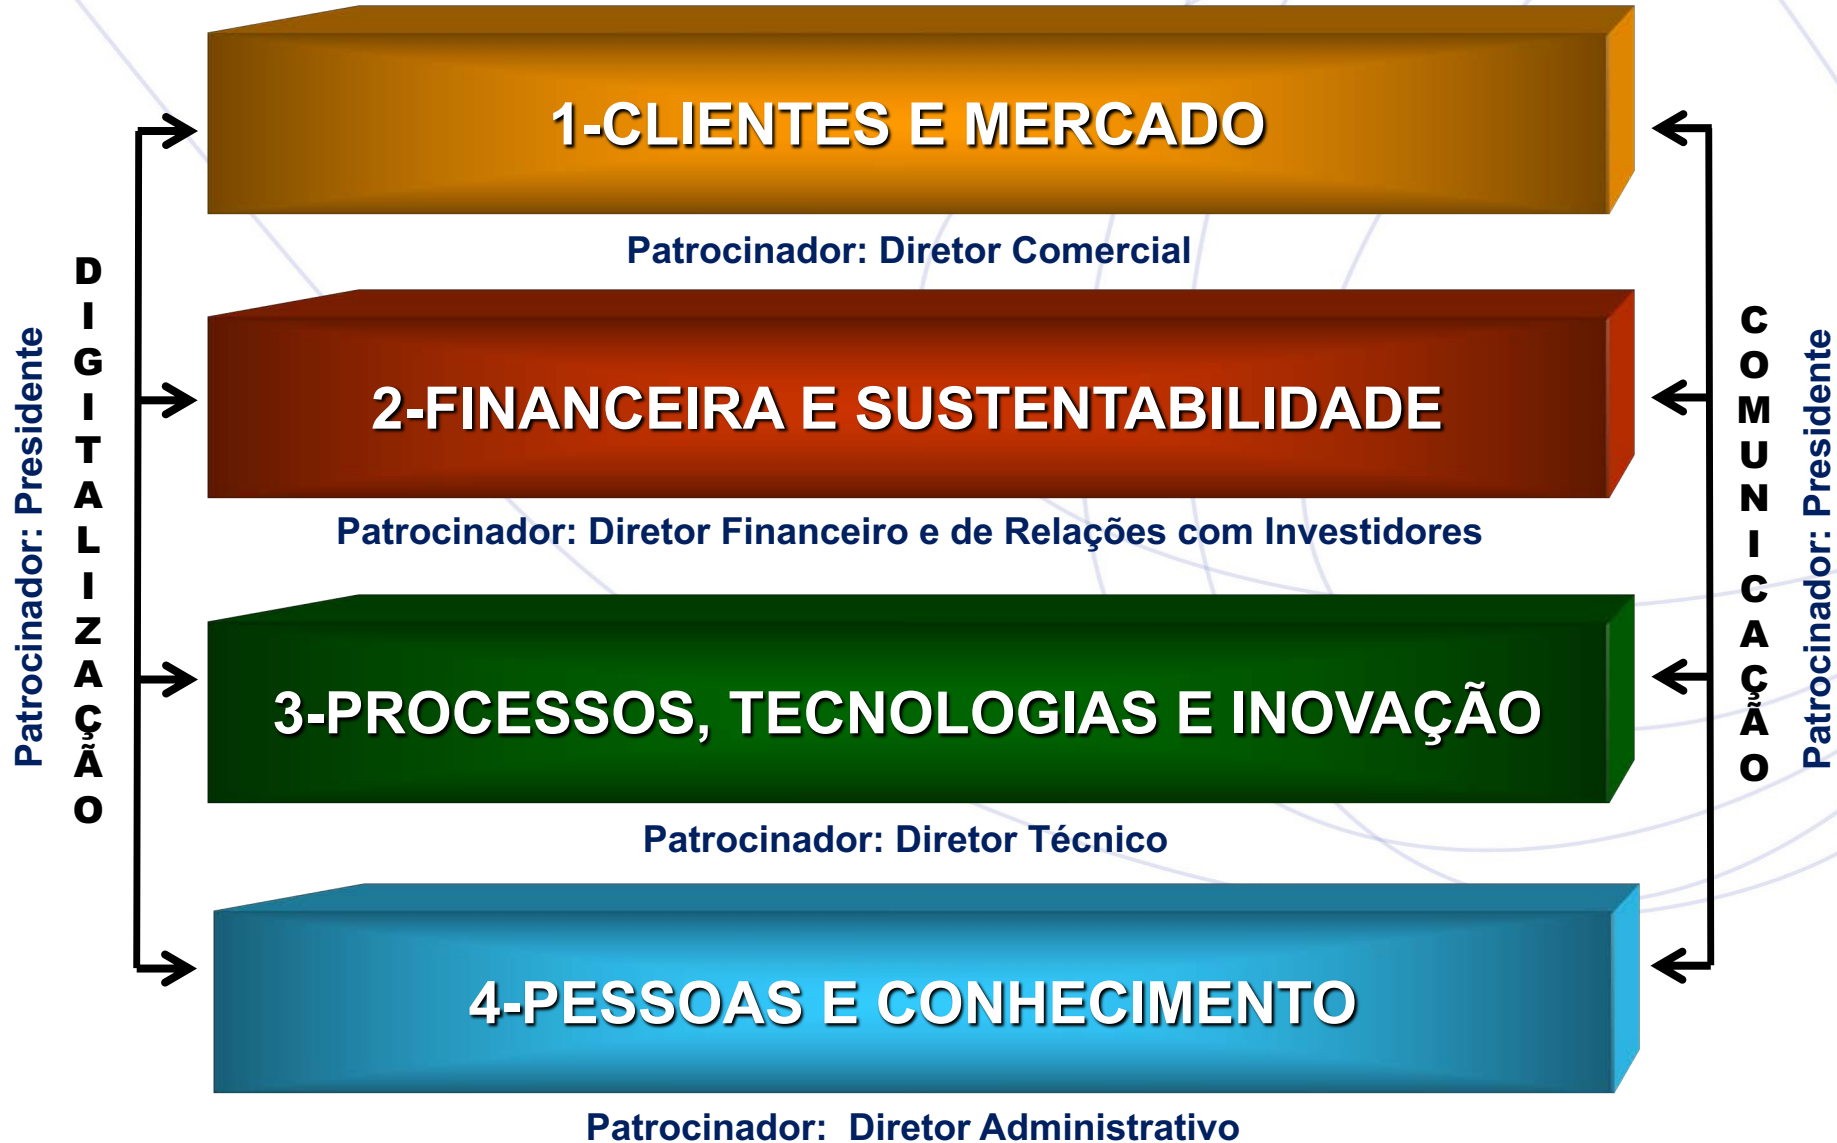 1-CLIENTES E MERCADO
Patrocinador: Diretor Comercial
2-FINANCEIRA E SUSTENTABILIDADE
Patrocinador: Diretor Financeiro e de Relações com Investidores
3-PROCESSOS, TECNOLOGIAS E INOVAÇÃO
Patrocinador: Diretor Técnico
4-PESSOAS E CONHECIMENTO
Patrocinador: Diretor Administrativo
Patrocinador: Presidente
DIGITALIZAÇÃO
COMUNICAÇÃO
Patrocinador: Presidente